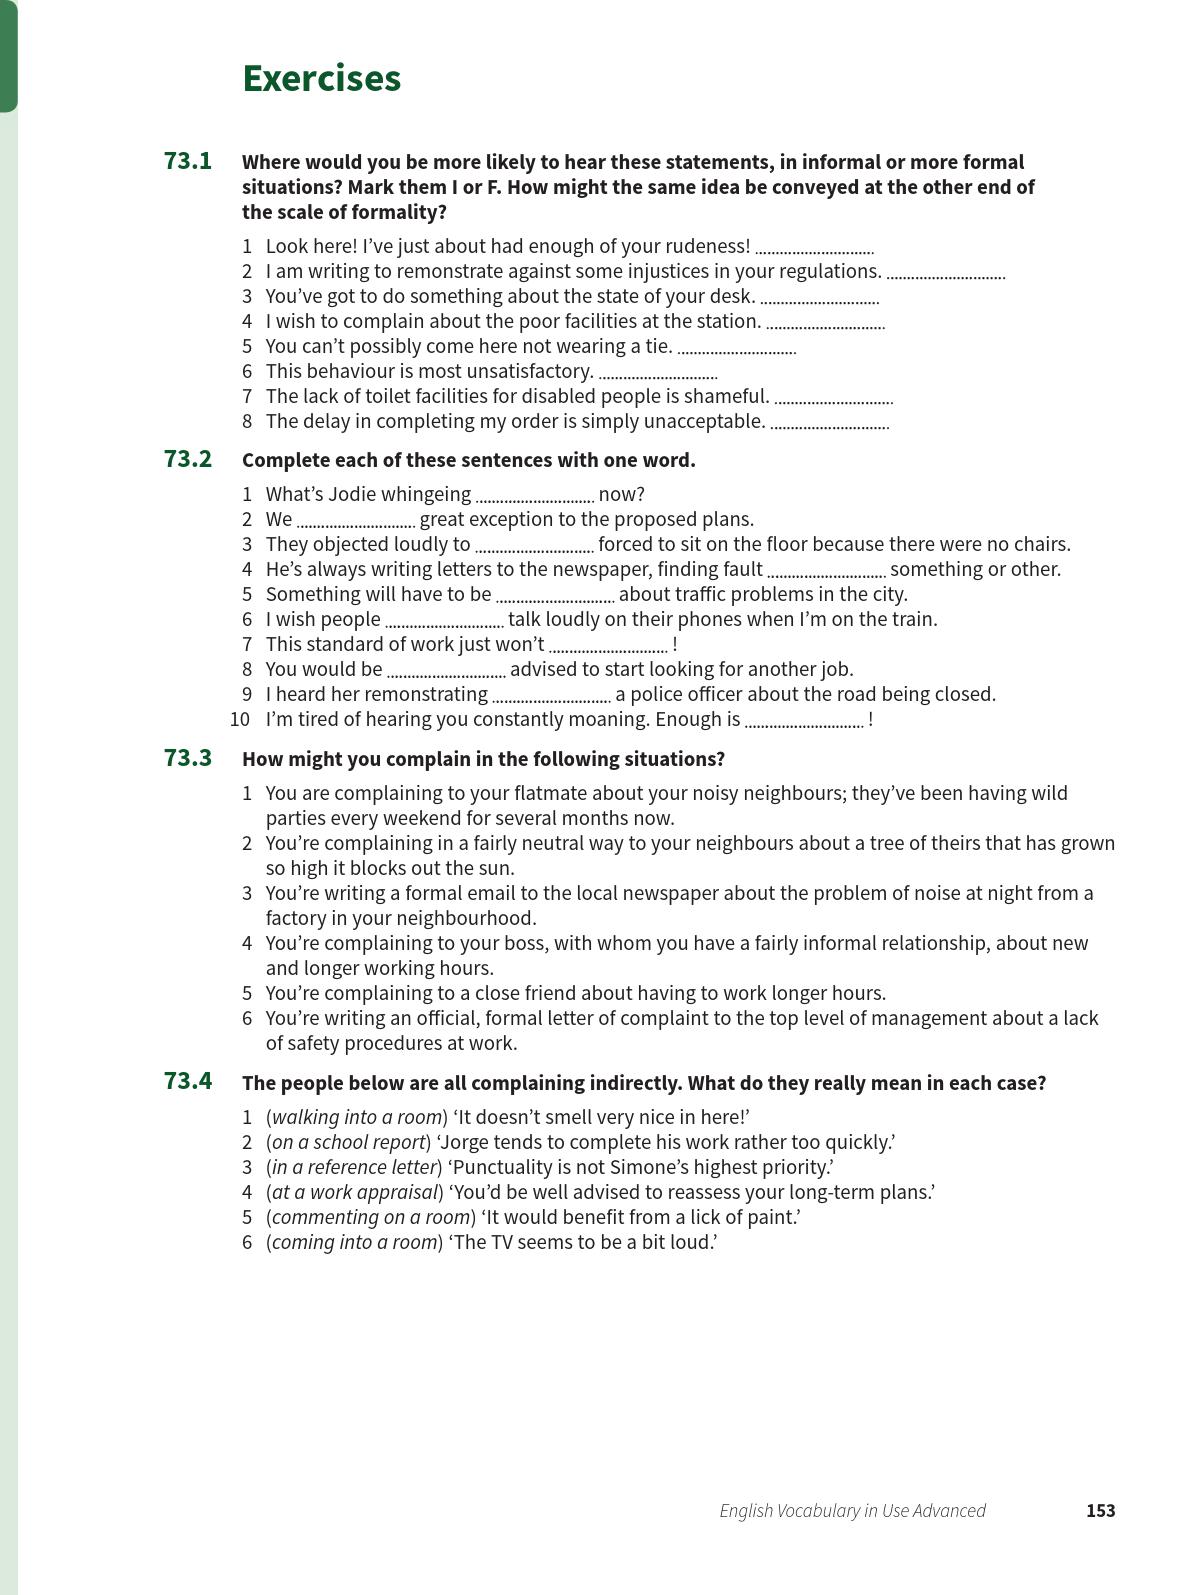 Exercises
73.1 Where would you be more likely to hear these statements, in informal or more formal
situations? Mark them I or F. How might the same idea be conveyed at the other end of
the scale of formality?
1 Look here! I’ve just about had enough of your rudeness! ..............................
2 I am writing to remonstrate against some injustices in your regulations. ..............................
3 You’ve got to do something about the state of your desk. ..............................
4 I wish to complain about the poor facilities at the station. ..............................
5 You can’t possibly come here not wearing a tie. ..............................
6 This behaviour is most unsatisfactory. ..............................
7 The lack of toilet facilities for disabled people is shameful. ..............................
8 The delay in completing my order is simply unacceptable. ..............................
73.2 Complete each of these sentences with one word.
1 What’s Jodie whingeing .............................. now?
2 We .............................. great exception to the proposed plans.
3 They objected loudly to .............................. forced to sit on the floor because there were no chairs.
4 He’s always writing letters to the newspaper, finding fault .............................. something or other.
5 Something will have to be .............................. about traffic problems in the city.
6 I wish people .............................. talk loudly on their phones when I’m on the train.
7 This standard of work just won’t .............................. !
8 You would be .............................. advised to start looking for another job.
9 I heard her remonstrating .............................. a police officer about the road being closed.
10 I’m tired of hearing you constantly moaning. Enough is .............................. !
73.3 How might you complain in the following situations?
1 You are complaining to your flatmate about your noisy neighbours; they’ve been having wild
parties every weekend for several months now.
2 You’re complaining in a fairly neutral way to your neighbours about a tree of theirs that has grown
so high it blocks out the sun.
3 You’re writing a formal email to the local newspaper about the problem of noise at night from a
factory in your neighbourhood.
4 You’re complaining to your boss, with whom you have a fairly informal relationship, about new
and longer working hours.
5 You’re complaining to a close friend about having to work longer hours.
6 You’re writing an official, formal letter of complaint to the top level of management about a lack
of safety procedures at work.
73.4 The people below are all complaining indirectly. What do they really mean in each case?
1 (walking into a room) ‘It doesn’t smell very nice in here!’
2 (on a school report) ‘Jorge tends to complete his work rather too quickly.’
3 (in a reference letter) ‘Punctuality is not Simone’s highest priority.’
4 (at a work appraisal) ‘You’d be well advised to reassess your long-term plans.’
5 (commenting on a room) ‘It would benefit from a lick of paint.’
6 (coming into a room) ‘The TV seems to be a bit loud.’
English Vocabulary in Use Advanced 153